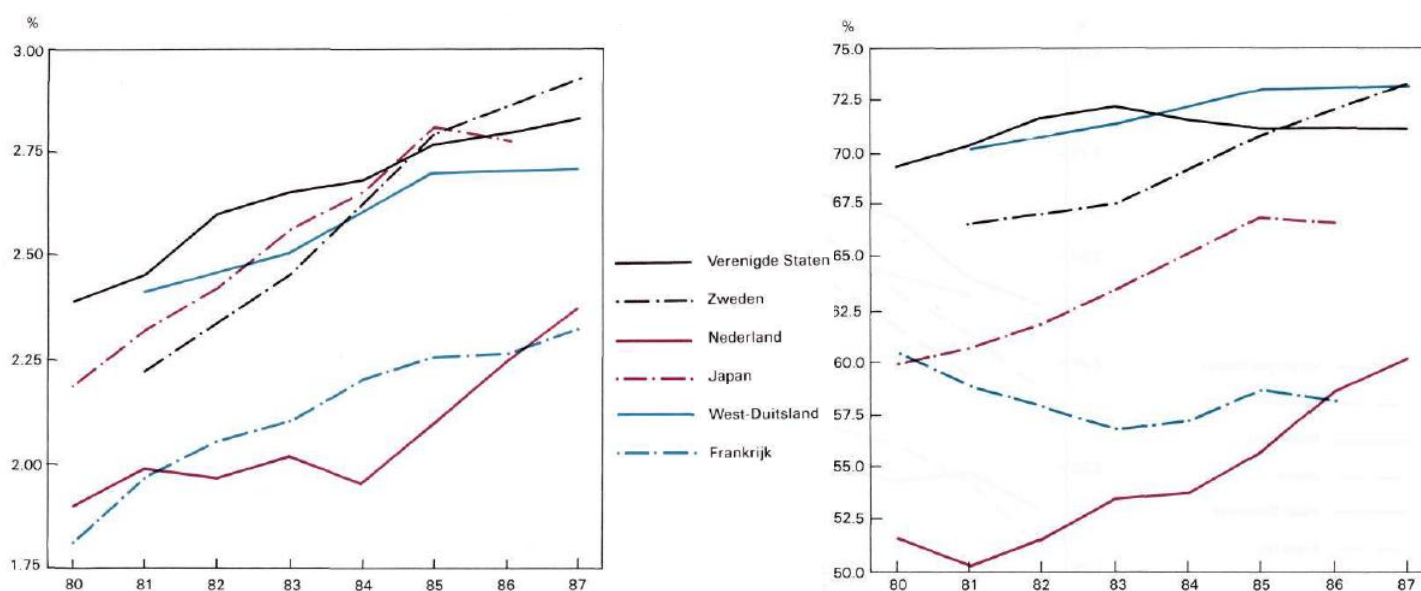 %
3.00
2.75
2.50
2.25
2.00
1.75
80 81 82 83 84 85 86 87
Verenigde Staten
Zweden
Nederland
Japan
West-Duitsland
Frankrijk
%
75.0
72.5
70.0
67.5
65.0
62.5
60.0
57.5
55.0
52.5
50.0
80 81 82 83 84 85 86 87